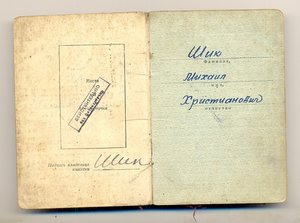 Место
Подпись владельца
книжки
Шик
Шик
фамилия,
Михаил
имя,
Христианович
отчество